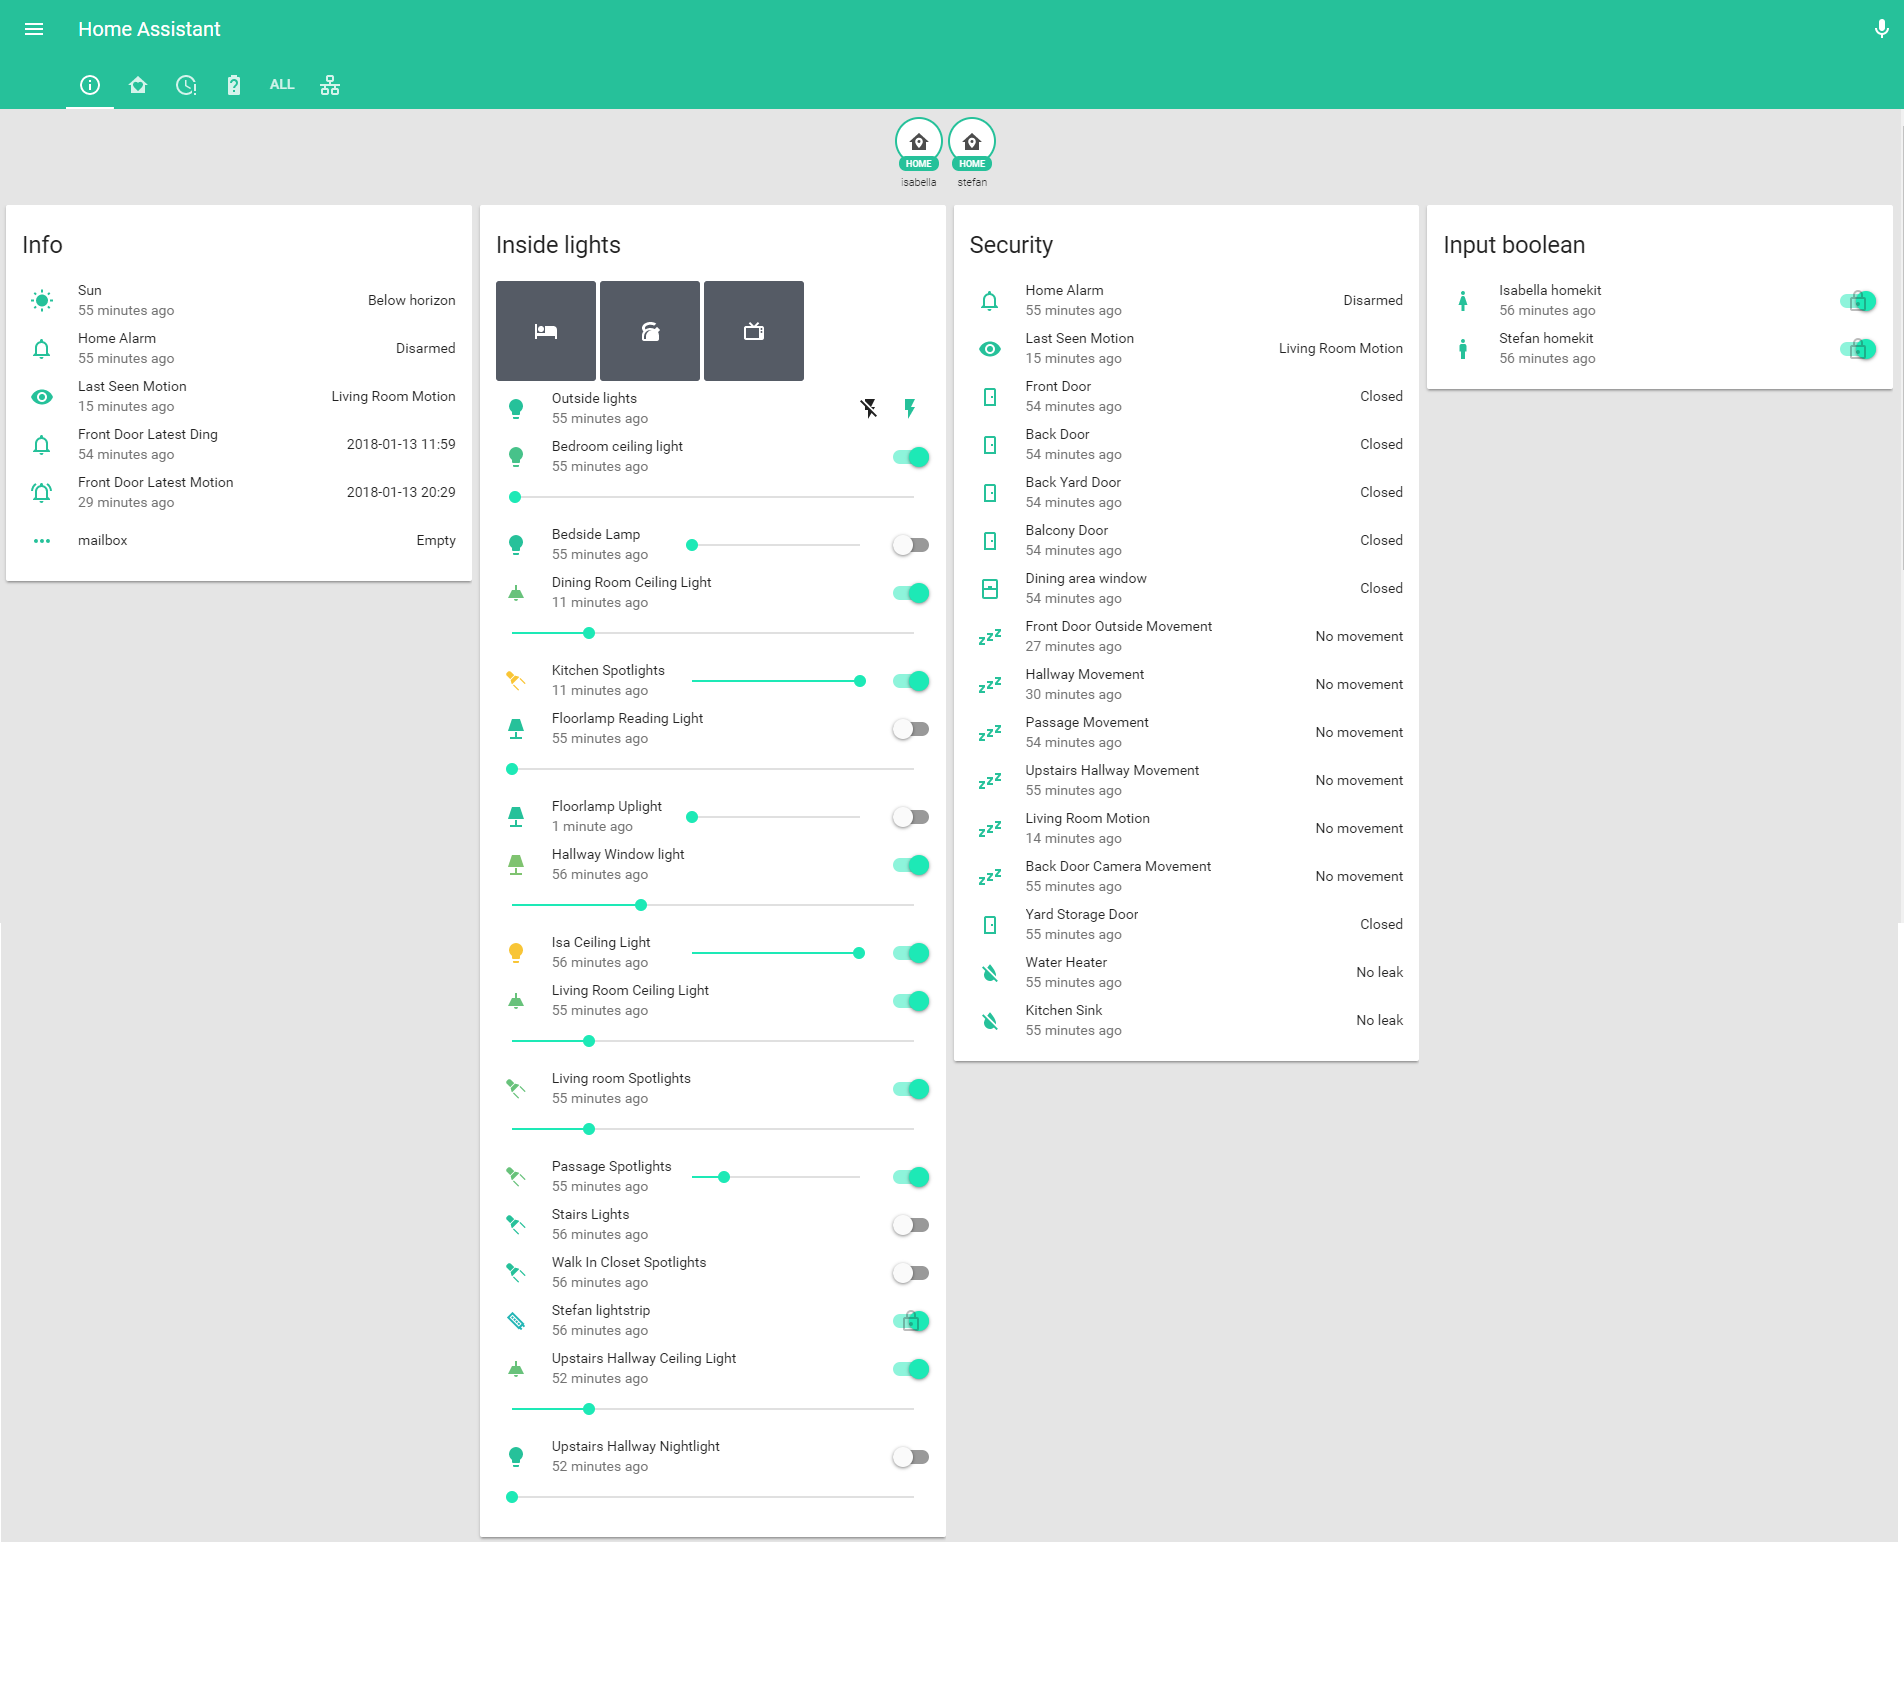 Home Assistant
ALL
HOME
isabella
HOME
stefan
Info
Sun
55 minutes ago
Below horizon
Home Alarm
55 minutes ago
Disarmed
Last Seen Motion
15 minutes ago
Living Room Motion
Front Door Latest Ding
54 minutes ago
2018-01-13 11:59
Front Door Latest Motion
29 minutes ago
2018-01-13 20:29
mailbox
Empty
Inside lights
Outside lights
55 minutes ago
Bedroom ceiling light
55 minutes ago
Bedside Lamp
55 minutes ago
Dining Room Ceiling Light
11 minutes ago
Kitchen Spotlights
11 minutes ago
Floorlamp Reading Light
55 minutes ago
Floorlamp Uplight
1 minute ago
Hallway Window light
56 minutes ago
Isa Ceiling Light
56 minutes ago
Living Room Ceiling Light
55 minutes ago
Living room Spotlights
55 minutes ago
Passage Spotlights
55 minutes ago
Stairs Lights
56 minutes ago
Walk In Closet Spotlights
56 minutes ago
Stefan lightstrip
56 minutes ago
Upstairs Hallway Ceiling Light
52 minutes ago
Upstairs Hallway Nightlight
52 minutes ago
Security
Home Alarm
55 minutes ago
Disarmed
Last Seen Motion
15 minutes ago
Living Room Motion
Front Door
54 minutes ago
Closed
Back Door
54 minutes ago
Closed
Back Yard Door
54 minutes ago
Closed
Balcony Door
54 minutes ago
Closed
Dining area window
54 minutes ago
Closed
Front Door Outside Movement
27 minutes ago
No movement
Hallway Movement
30 minutes ago
No movement
Passage Movement
54 minutes ago
No movement
Upstairs Hallway Movement
55 minutes ago
No movement
Living Room Motion
14 minutes ago
No movement
Back Door Camera Movement
55 minutes ago
No movement
Yard Storage Door
55 minutes ago
Closed
Water Heater
55 minutes ago
No leak
Kitchen Sink
55 minutes ago
No leak
Input boolean
Isabella homekit
56 minutes ago
Stefan homekit
56 minutes ago